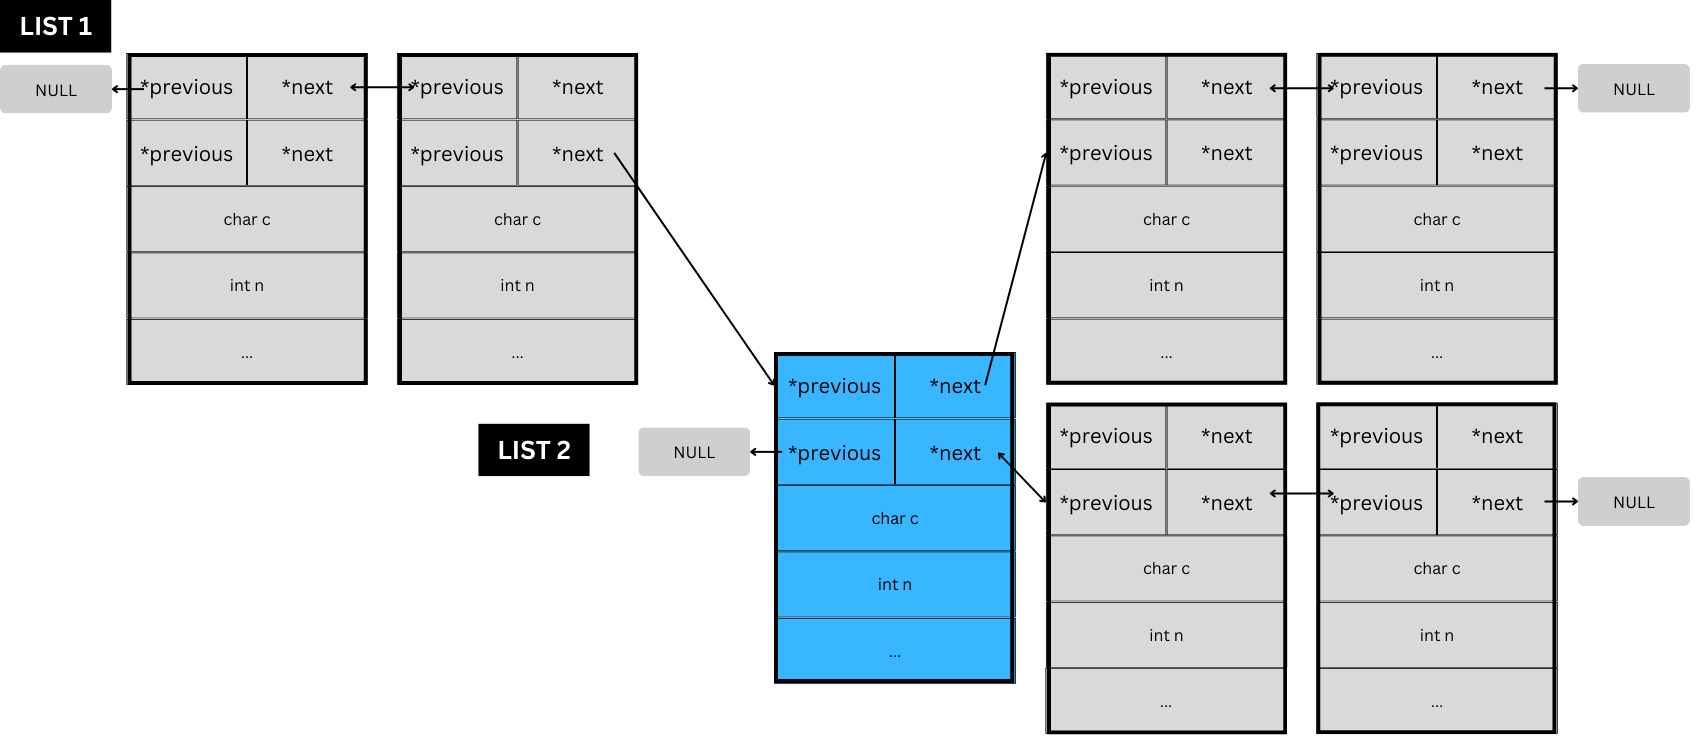 LIST 1
NULL
*previous *next *previous *next
*previous *next *previous *next
char c char c
int n int n
... ...
*previous *next *previous *next
NULL
*previous *next *previous *next
char c char c
int n int n
... ...
LIST 2
NULL
*previous *next
*previous *next
char c
int n
...
*previous *next *previous *next
*previous *next *previous *next
NULL
char c char c
int n int n
... ...